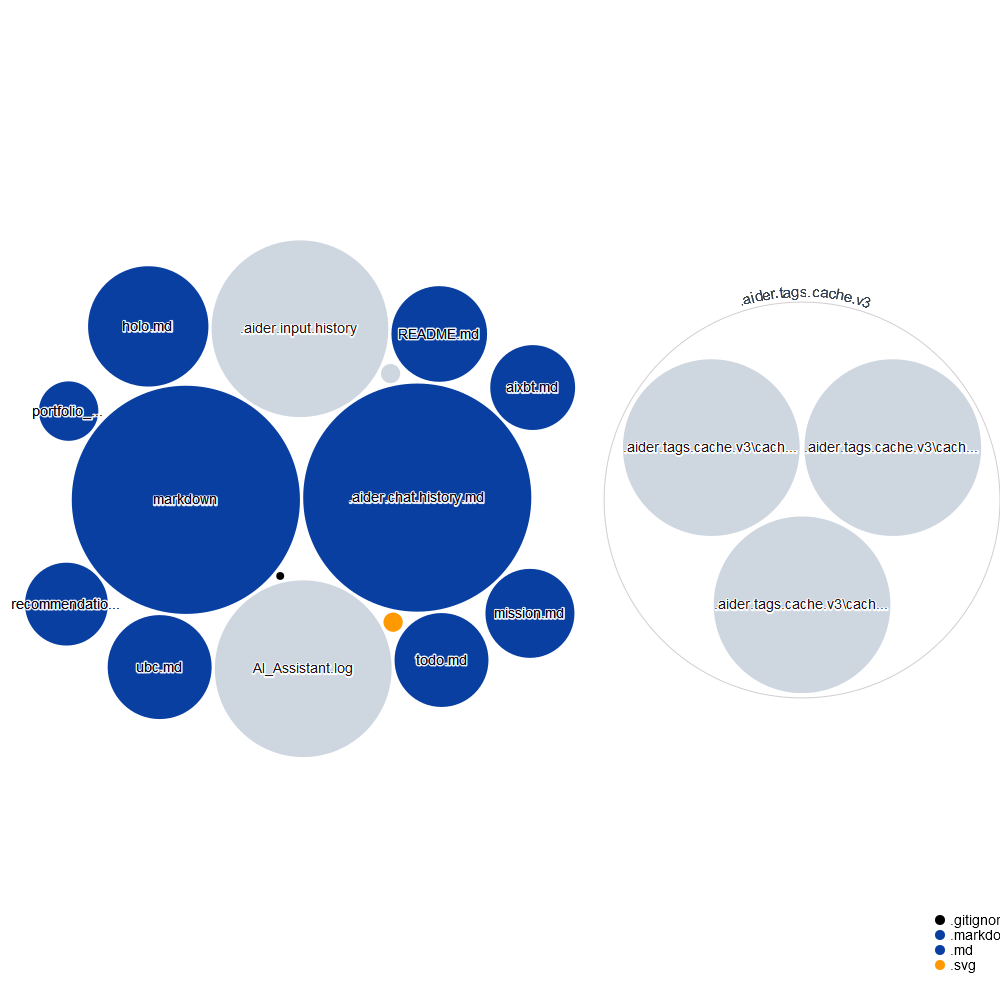 .aider.tags.cache.v3
holo.md
.aider.input.history
README.md
aixbt.md
portfolio_...
.aider.tags.cache.v3\cach...
.aider.tags.cache.v3\cach...
markdown
.aider.chat.history.md
recommendatio...
mission.md
.aider.tags.cache.v3\cach...
ubc.md
AI_Assistant.log
todo.md
.gitignor
.markdo
.md
.svg